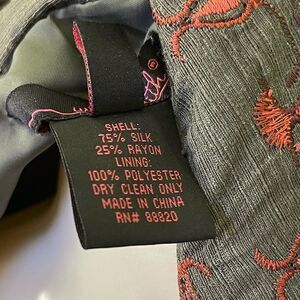 SHELL:
75% SILK
25% RAYON
LINING:
100% POLYESTER
DRY CLEAN ONLY
MADE IN CHINA
RN# 88820